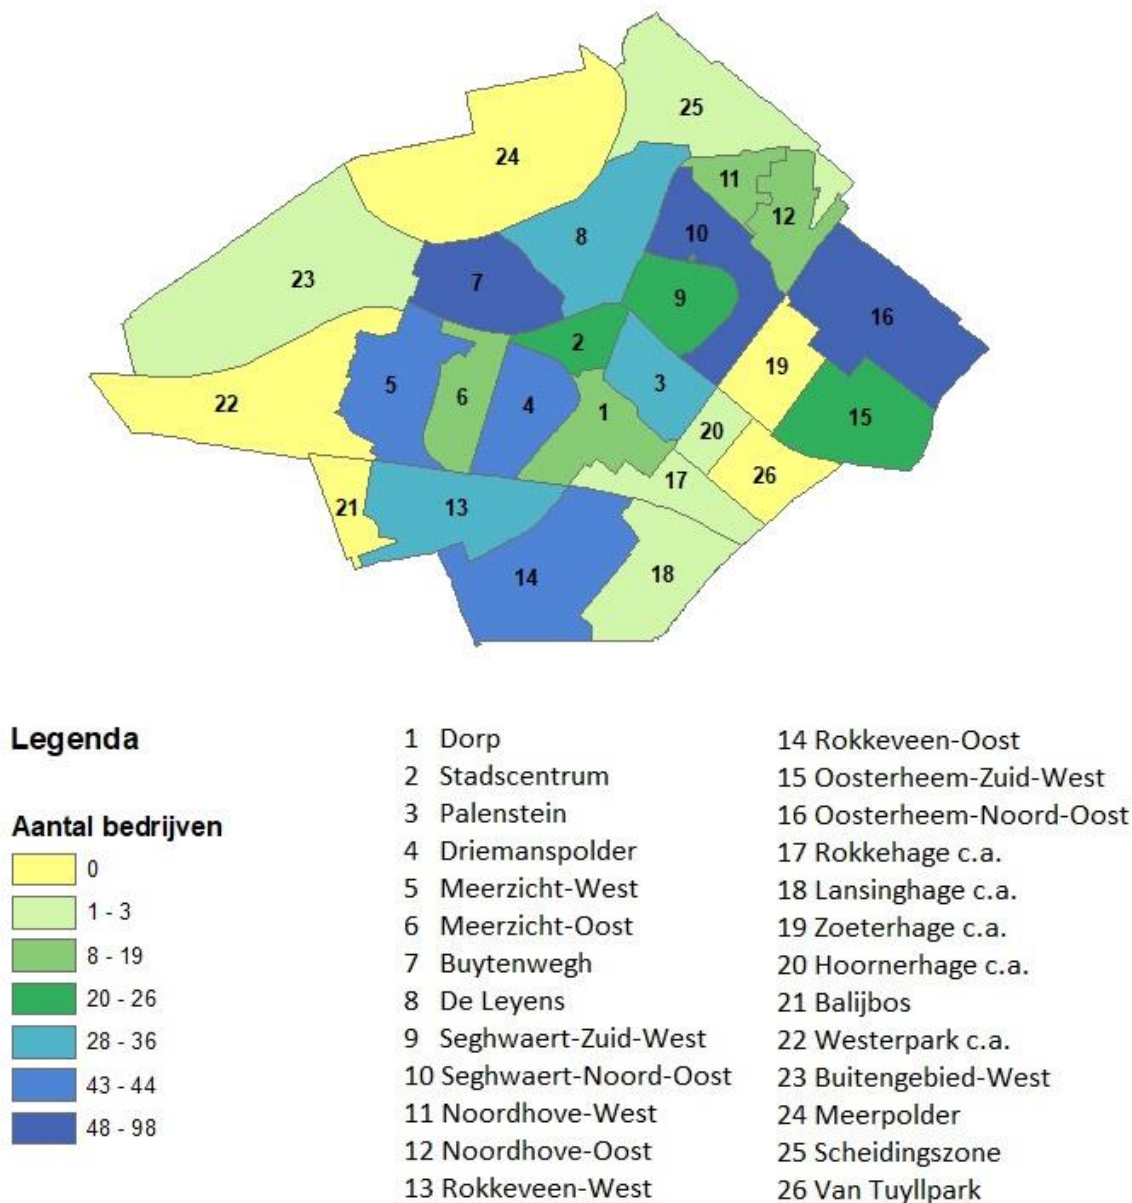 25
24
11
12
10
8
23
7
9
16
2
19
5
3
6
4
22
1
15
20
26
17
21
13
14
18
Legenda
Aantal bedrijven
0
1 - 3
8 - 19
20 - 26
28 - 36
43 - 44
48 - 98
1 Dorp
2 Stadscentrum
3 Palenstein
4 Driemanspolder
5 Meerzicht-West
6 Meerzicht-Oost
7 Buytenwegh
8 De Leyens
9 Seghwaert-Zuid-West
10 Seghwaert-Noord-Oost
11 Noordhove-West
12 Noordhove-Oost
13 Rokkeveen-West
14 Rokkeveen-Oost
15 Oosterheem-Zuid-West
16 Oosterheem-Noord-Oost
17 Rokkehage c.a.
18 Lansinghage c.a.
19 Zoeterhage c.a.
20 Hoornerhage c.a.
21 Balijbos
22 Westerpark c.a.
23 Buitengebied-West
24 Meerpolder
25 Scheidingszone
26 Van Tuyllpark